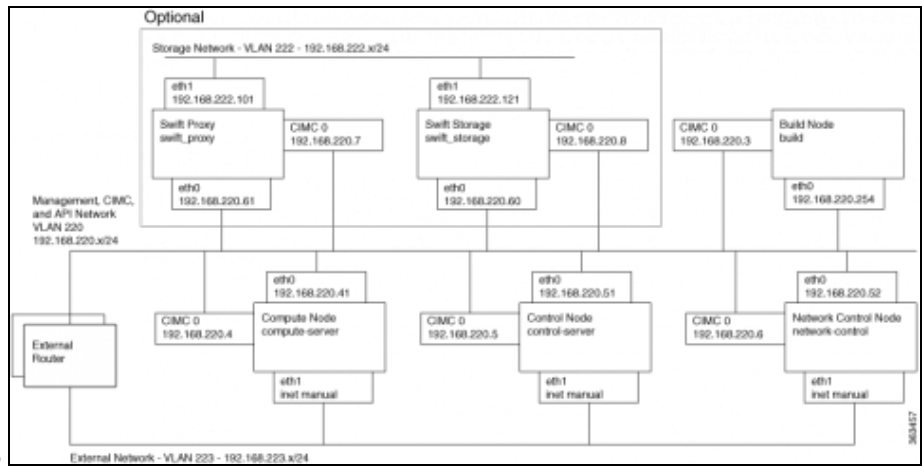 Optional
Storage Network - VLAN 222 - 192.168.222.x/24
eth1
192.168.222.101
eth1
192.168.222.121
Swift Proxy
swift_proxy
CIMC 0
192.168.220.7
Swift Storage
swift_storage
CIMC 0
192.168.220.8
CIMC 0
192.168.220.3
Build Node
build
eth0
192.168.220.61
eth0
192.168.220.60
eth0
192.168.220.254
Management, CIMC,
and API Network
VLAN 220
192.168.220.x/24
eth0
192.168.220.41
eth0
192.168.220.51
eth0
192.168.220.52
CIMC 0
192.168.220.4
Compute Node
compute-server
CIMC 0
192.168.220.5
Control Node
control-server
CIMC 0
192.168.220.6
Network Control Node
network-control
External
Router
eth1
inet manual
eth1
inet manual
eth1
inet manual
External Network - VLAN 223 - 192.168.223.x/24
363457